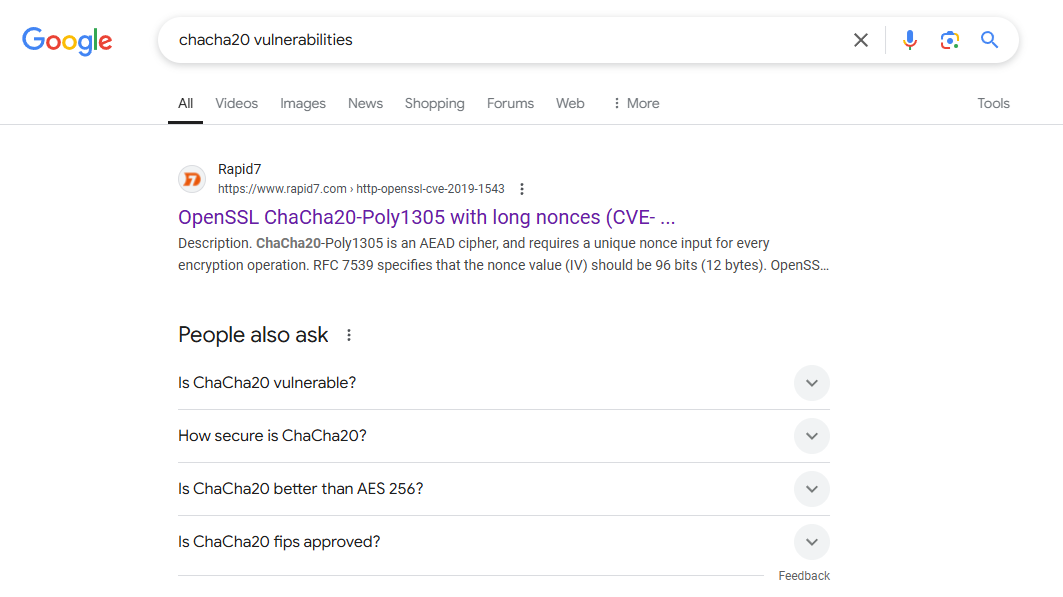 Google
chacha20 vulnerabilities
All Videos Images News Shopping Forums Web More Tools
Rapid7
https://www.rapid7.com › http-openssl-cve-2019-1543
OpenSSL ChaCha20-Poly1305 with long nonces (CVE- ...
Description. ChaCha20-Poly1305 is an AEAD cipher, and requires a unique nonce input for every
encryption operation. RFC 7539 specifies that the nonce value (IV) should be 96 bits (12 bytes). OpenSS...
People also ask
Is ChaCha20 vulnerable?
How secure is ChaCha20?
Is ChaCha20 better than AES 256?
Is ChaCha20 fips approved?
Feedback